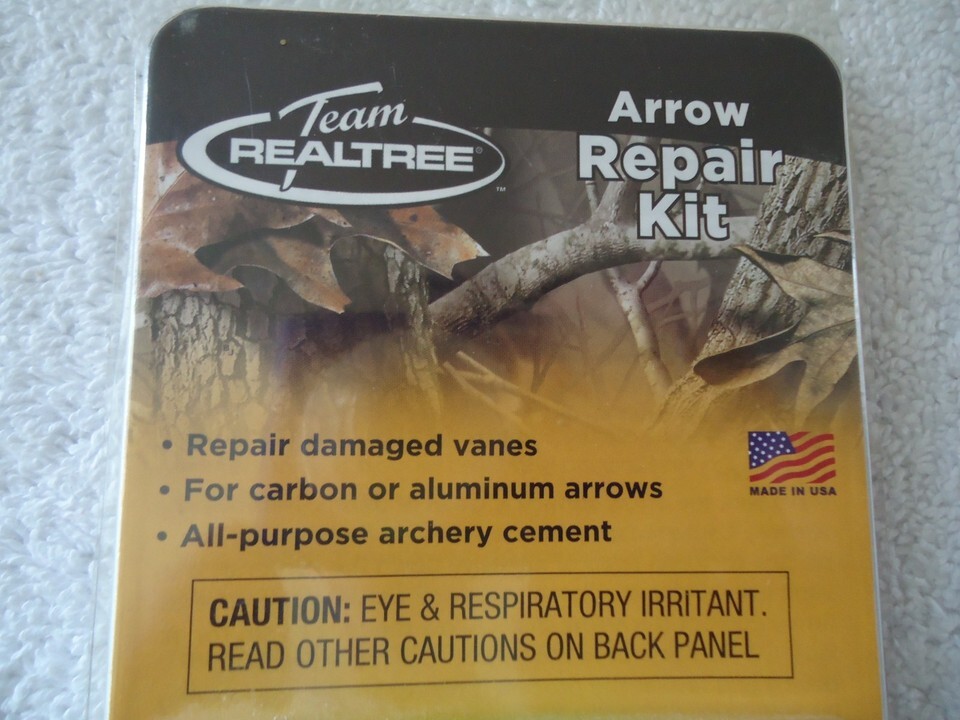 Team
REALTREE®
™
Arrow
Repair
Kit
• Repair damaged vanes
• For carbon or aluminum arrows
• All-purpose archery cement
MADE IN USA
CAUTION: EYE & RESPIRATORY IRRITANT.
READ OTHER CAUTIONS ON BACK PANEL